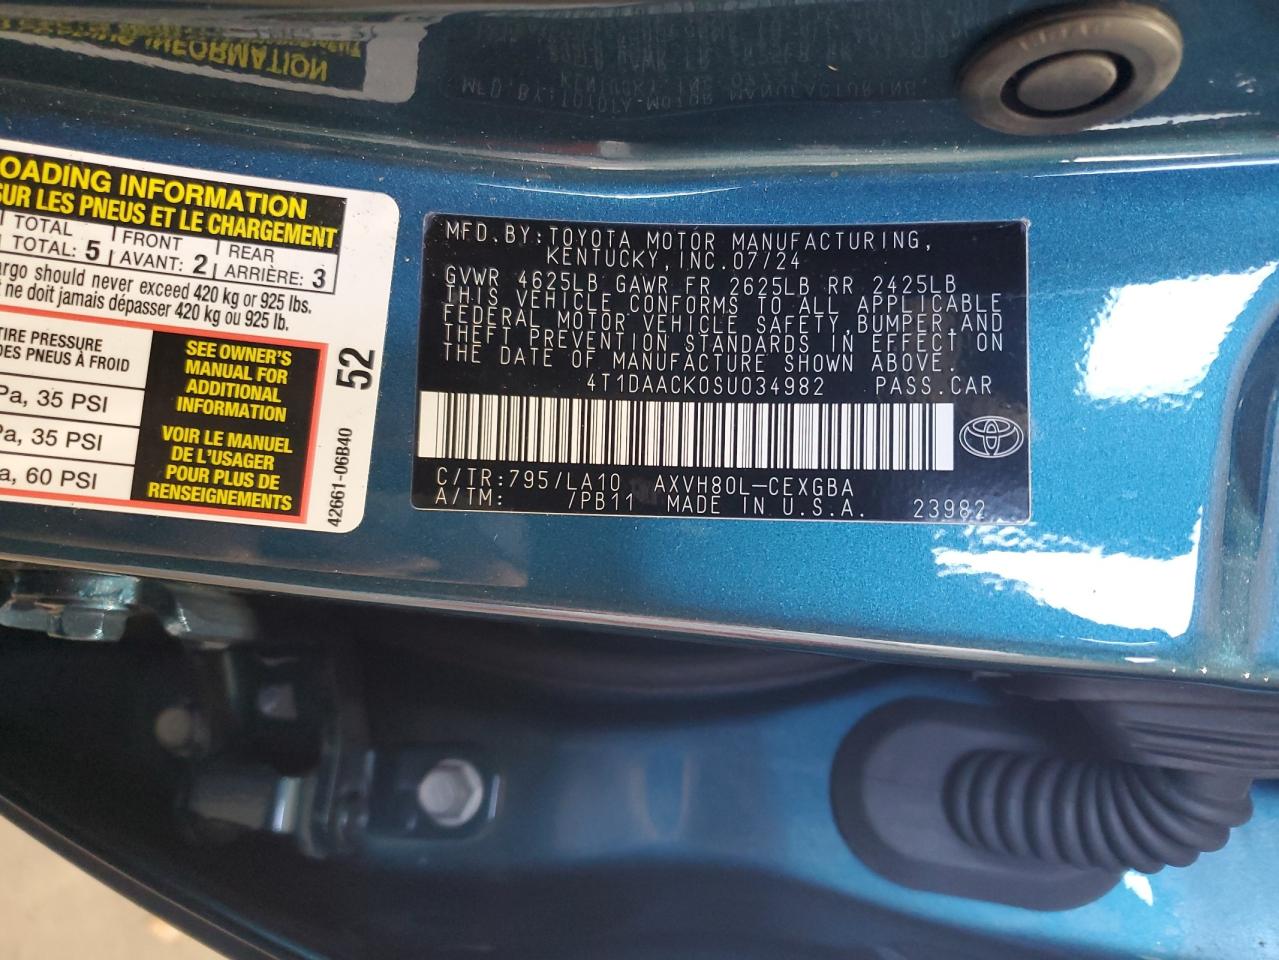 OADING INFORMATION
SUR LES PNEUS ET LE CHARGEMENT
TOTAL FRONT REAR
TOTAL: 5 AVANT: 2 ARRIÈRE: 3
argo should never exceed 420 kg or 925 lbs.
ne doit jamais dépasser 420 kg ou 925 lb.
TIRE PRESSURE
DES PNEUS À FROID
Pa, 35 PSI
Pa, 35 PSI
a, 60 PSI
SEE OWNER'S
MANUAL FOR
ADDITIONAL
INFORMATION
VOIR LE MANUEL
DE L'USAGER
POUR PLUS DE
RENSEIGNEMENTS
52
42661-06B40
MFD.BY:TOYOTA MOTOR MANUFACTURING,
KENTUCKY,INC.07/24
GVWR 4625LB GAWR FR 2625LB RR 2425LB
THIS VEHICLE CONFORMS TO ALL APPLICABLE
FEDERAL MOTOR VEHICLE SAFETY,BUMPER,AND
THEFT PREVENTION STANDARDS IN EFFECT ON
THE DATE OF MANUFACTURE SHOWN ABOVE.
4T1DAACK0SU034982 PASS.CAR
C/TR:795/LA10 AXVH80L-CEXGBA
A/TM: /PB11 MADE IN U.S.A. 23982